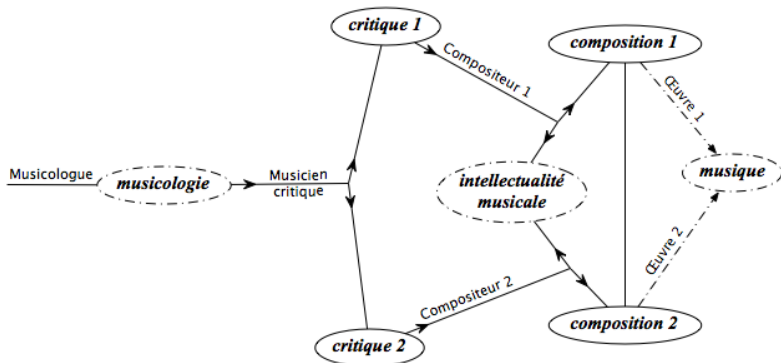 critique 1
composition 1
Compositeur 1
Œuvre 1
Musicologue
musicologie
Musicien
critique
intellectualité
musicale
musique
Œuvre 2
Compositeur 2
critique 2
composition 2